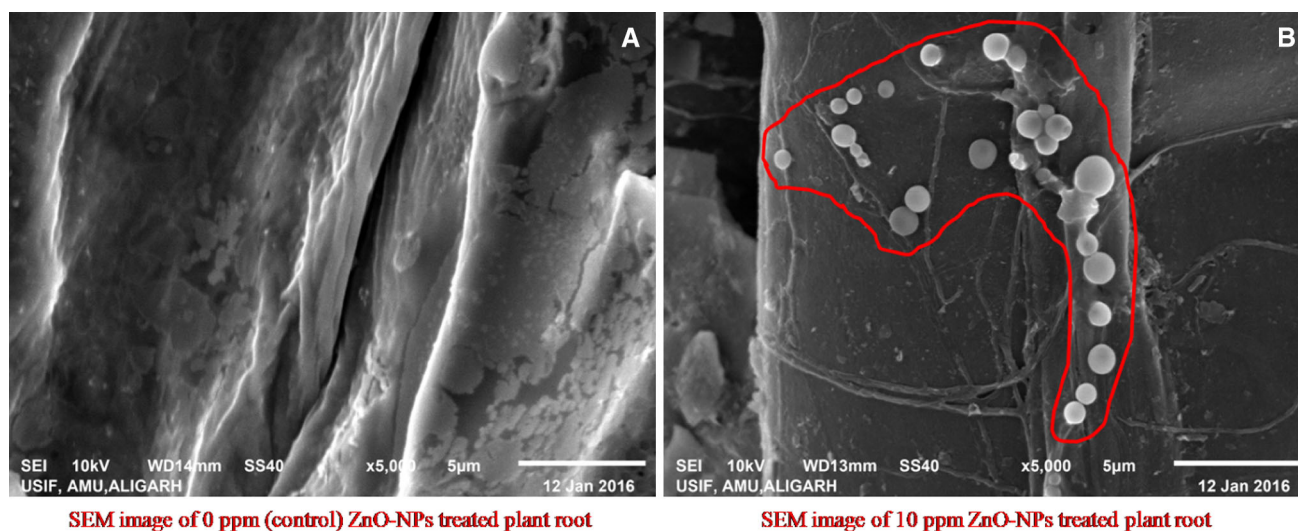 A
SEI 10kV WD14mm SS40 x5,000 5µm
USIF, AMU,ALIGARH 12 Jan 2016
SEM image of 0 ppm (control) ZnO-NPs treated plant root
B
SEI 10kV WD13mm SS40 x5,000 5µm
USIF, AMU,ALIGARH 12 Jan 2016
SEM image of 10 ppm ZnO-NPs treated plant root